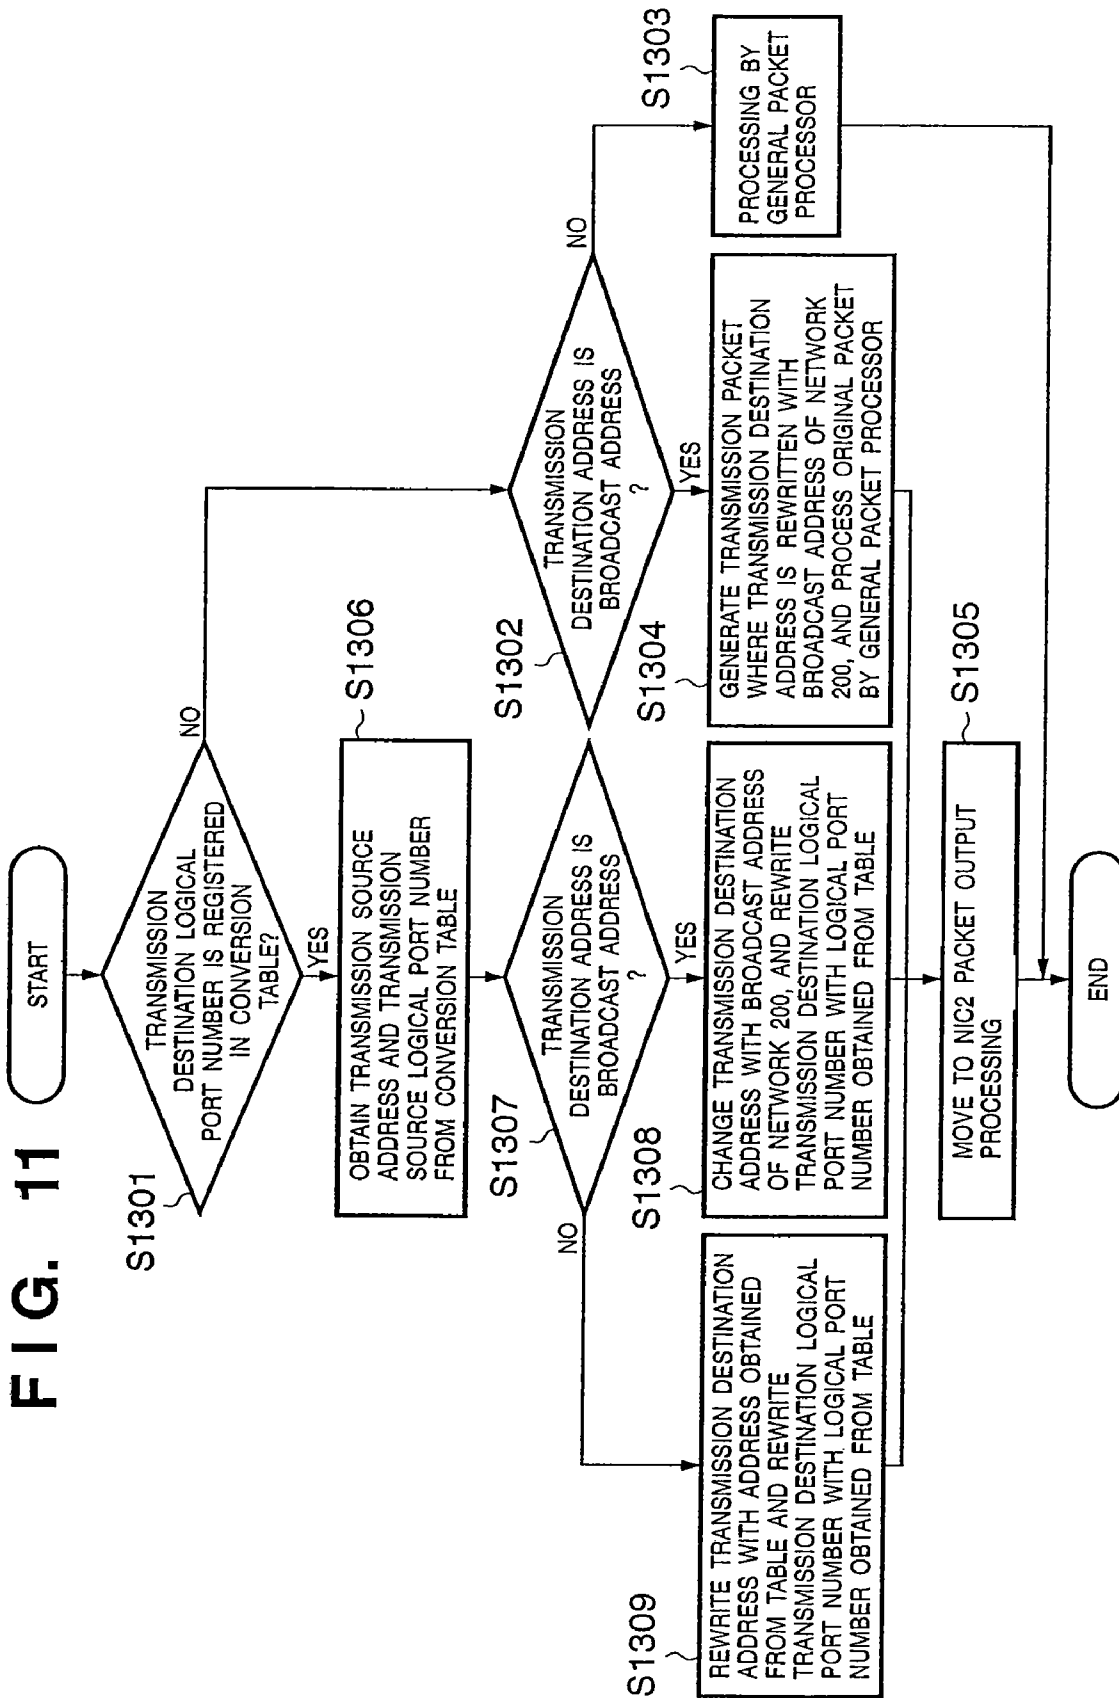 FIG. 11
START
S1301
TRANSMISSION
DESTINATION LOGICAL
PORT NUMBER IS REGISTERED
IN CONVERSION
TABLE?
NO
YES
S1306
OBTAIN TRANSMISSION SOURCE
ADDRESS AND TRANSMISSION
SOURCE LOGICAL PORT NUMBER
FROM CONVERSION TABLE
S1307
TRANSMISSION
DESTINATION ADDRESS IS
BROADCAST ADDRESS
?
NO
YES
S1302
TRANSMISSION
DESTINATION ADDRESS IS
BROADCAST ADDRESS
?
NO
YES
S1309
REWRITE TRANSMISSION DESTINATION
ADDRESS WITH ADDRESS OBTAINED
FROM TABLE AND REWRITE
TRANSMISSION DESTINATION LOGICAL
PORT NUMBER WITH LOGICAL PORT
NUMBER OBTAINED FROM TABLE
S1308
CHANGE TRANSMISSION DESTINATION
ADDRESS WITH BROADCAST ADDRESS
OF NETWORK 200, AND REWRITE
TRANSMISSION DESTINATION LOGICAL
PORT NUMBER WITH LOGICAL PORT
NUMBER OBTAINED FROM TABLE
S1304
GENERATE TRANSMISSION PACKET
WHERE TRANSMISSION DESTINATION
ADDRESS IS REWRITTEN WITH
BROADCAST ADDRESS OF NETWORK
200, AND PROCESS ORIGINAL PACKET
BY GENERAL PACKET PROCESSOR
S1303
PROCESSING BY
GENERAL PACKET
PROCESSOR
S1305
MOVE TO NIC2 PACKET OUTPUT
PROCESSING
END